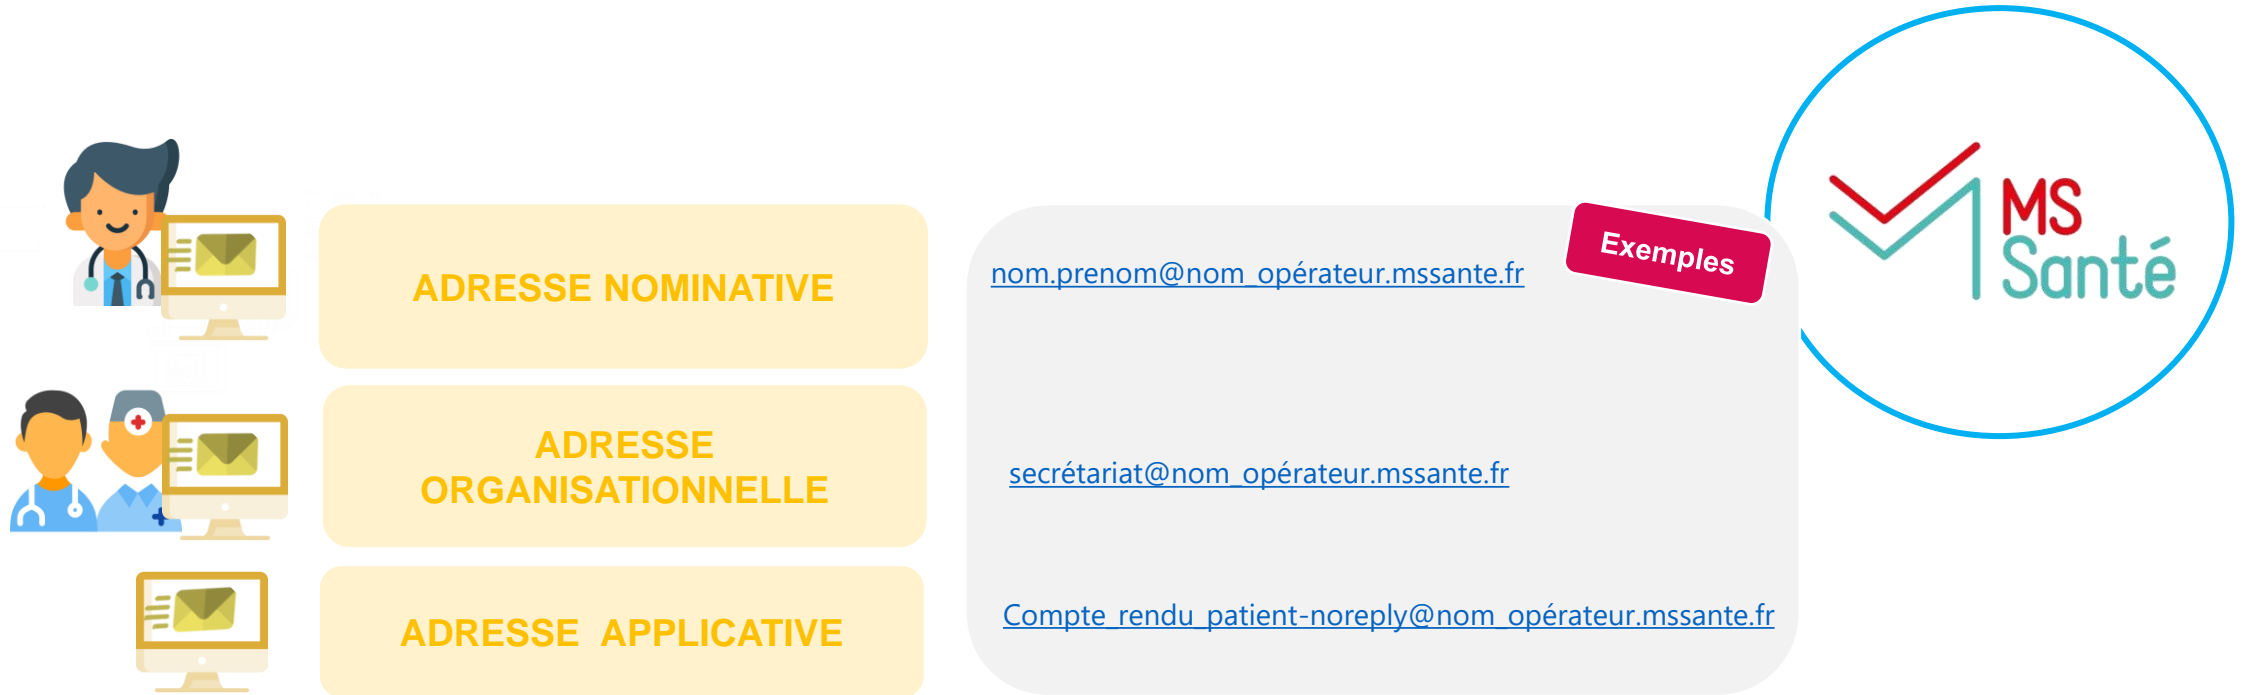 ADRESSE NOMINATIVE
nom.prenom@nom_opérateur.mssante.fr
Exemples
MS
Santé
ADRESSE
ORGANISATIONNELLE
secrétariat@nom_opérateur.mssante.fr
ADRESSE APPLICATIVE
Compte_rendu_patient-noreply@nom_opérateur.mssante.fr